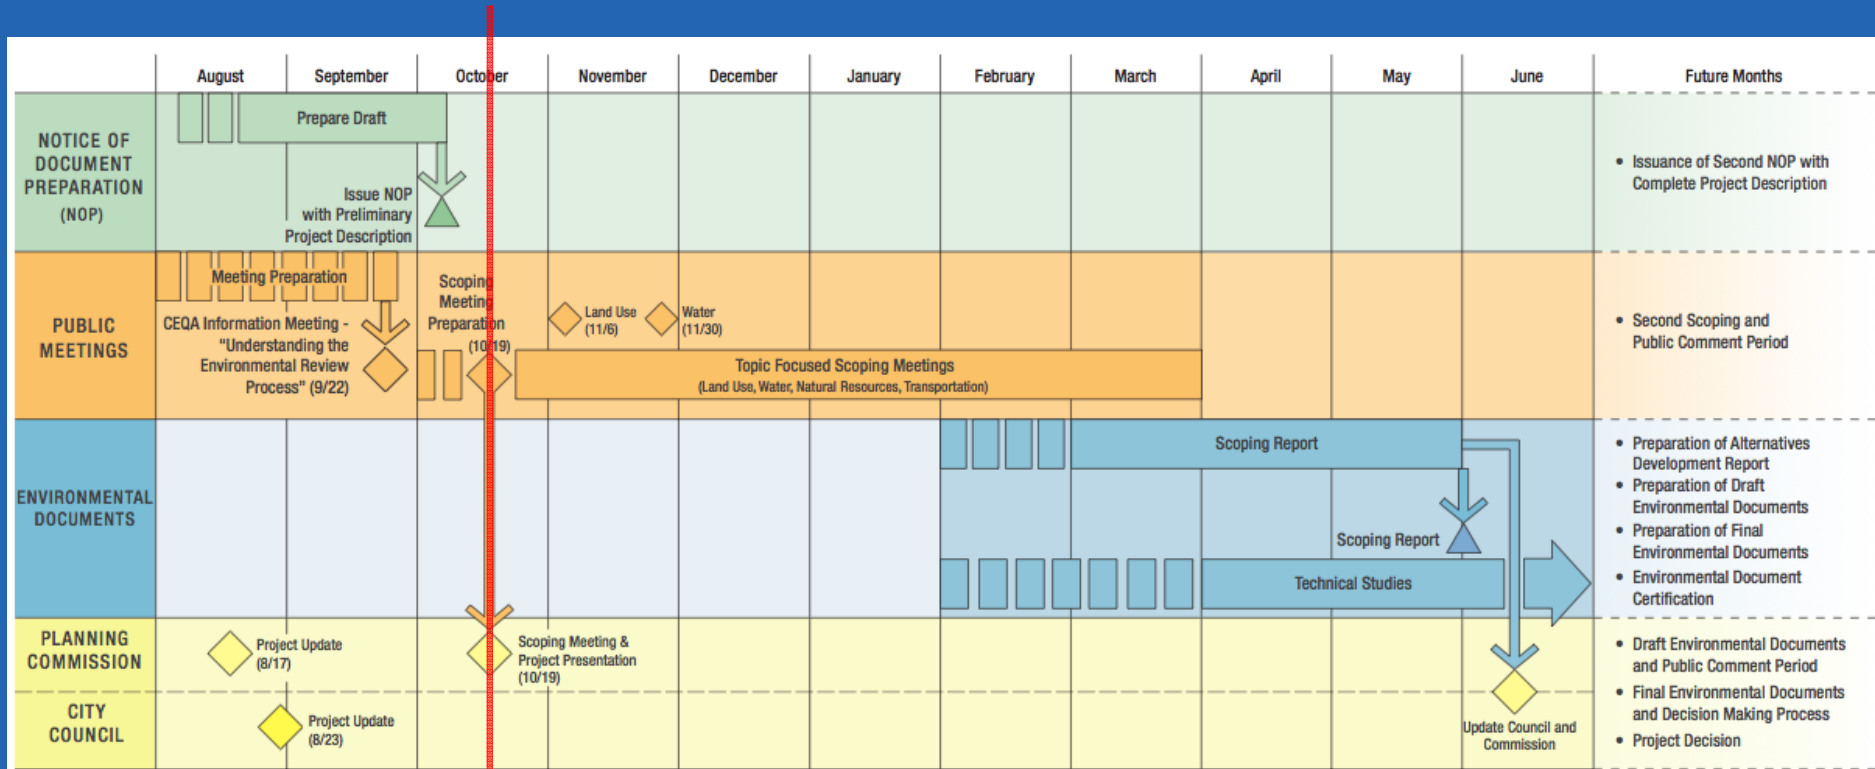 August
September
October
November
December
January
February
March
April
May
June
Future Months
NOTICE OF
DOCUMENT
PREPARATION
(NOP)
Prepare Draft
Issue NOP
with Preliminary
Project Description
• Issuance of Second NOP with
Complete Project Description
PUBLIC
MEETINGS
Meeting Preparation
CEQA Information Meeting -
"Understanding the
Environmental Review
Process" (9/22)
Scoping
Meeting
Preparation
(10/19)
Land Use
(11/6)
Water
(11/30)
Topic Focused Scoping Meetings
(Land Use, Water, Natural Resources, Transportation)
• Second Scoping and
Public Comment Period
ENVIRONMENTAL
DOCUMENTS
Scoping Report
Scoping Report
Technical Studies
• Preparation of Alternatives
Development Report
• Preparation of Draft
Environmental Documents
• Preparation of Final
Environmental Documents
• Environmental Document
Certification
PLANNING
COMMISSION
Project Update
(8/17)
Scoping Meeting &
Project Presentation
(10/19)
• Draft Environmental Documents
and Public Comment Period
CITY
COUNCIL
Project Update
(8/23)
Update Council and
Commission
• Final Environmental Documents
and Decision Making Process
• Project Decision